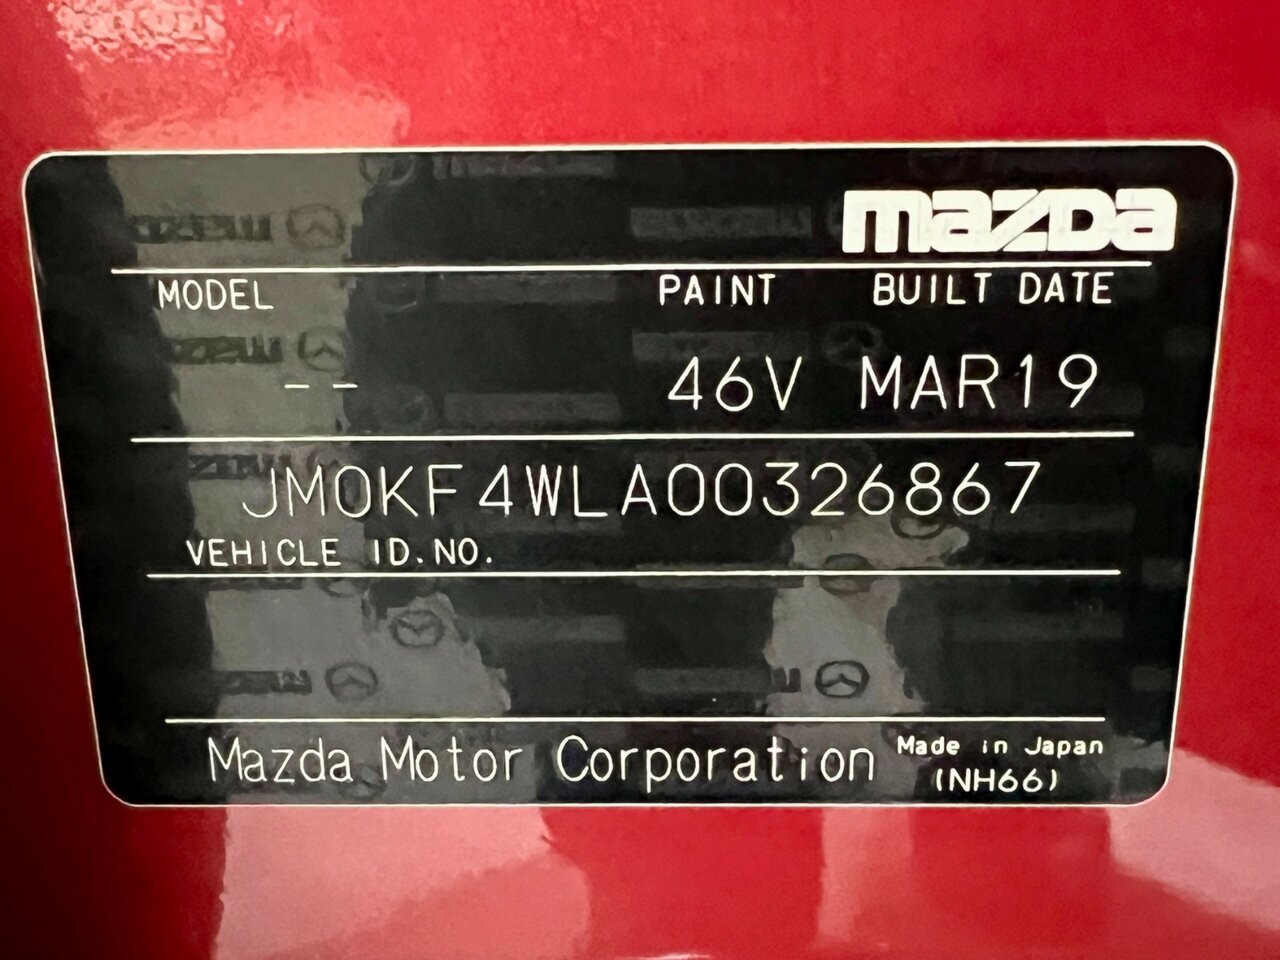 mazda
MODEL PAINT BUILT DATE
-- 46V MAR19
JM0KF4WLA00326867
VEHICLE ID.NO.
Mazda Motor Corporation Made in Japan
(NH66)